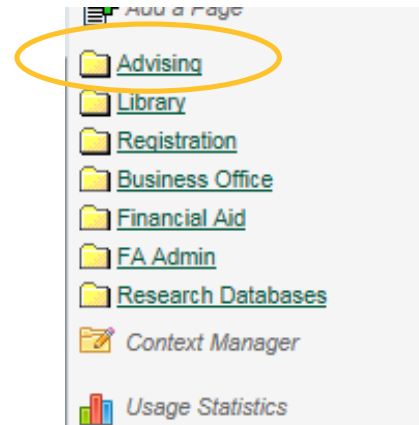 Add a Page
Advising
Library
Registration
Business Office
Financial Aid
FA Admin
Research Databases
Context Manager
Usage Statistics